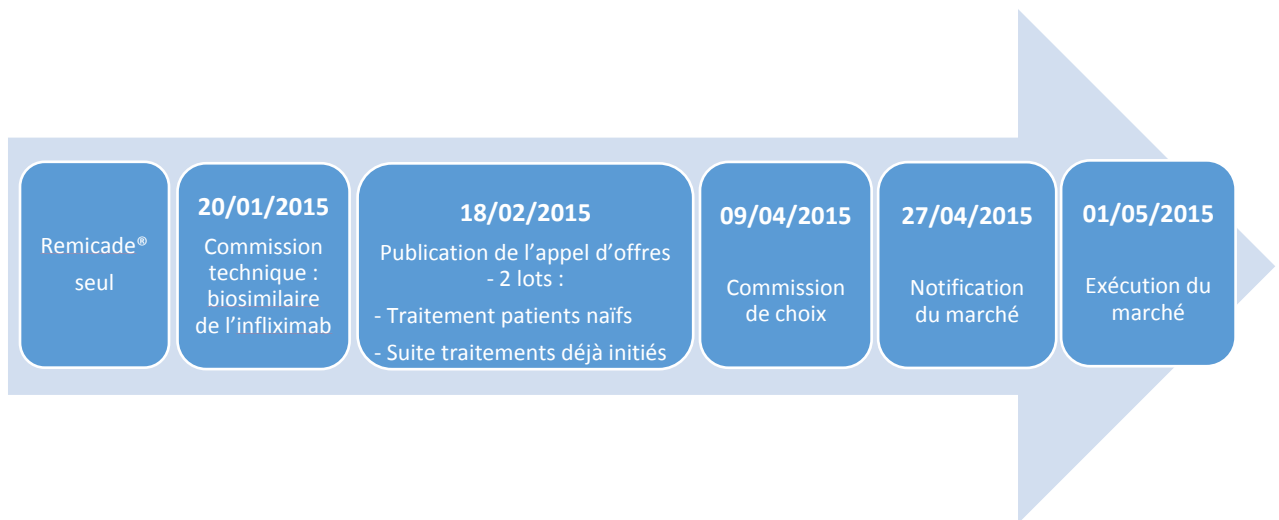 Remicade®
seul
20/01/2015
Commission
technique :
biosimilaire
de l’infliximab
18/02/2015
Publication de l’appel d’offres
- 2 lots :
- Traitement patients naïfs
- Suite traitements déjà initiés
09/04/2015
Commission
de choix
27/04/2015
Notification
du marché
01/05/2015
Exécution du
marché